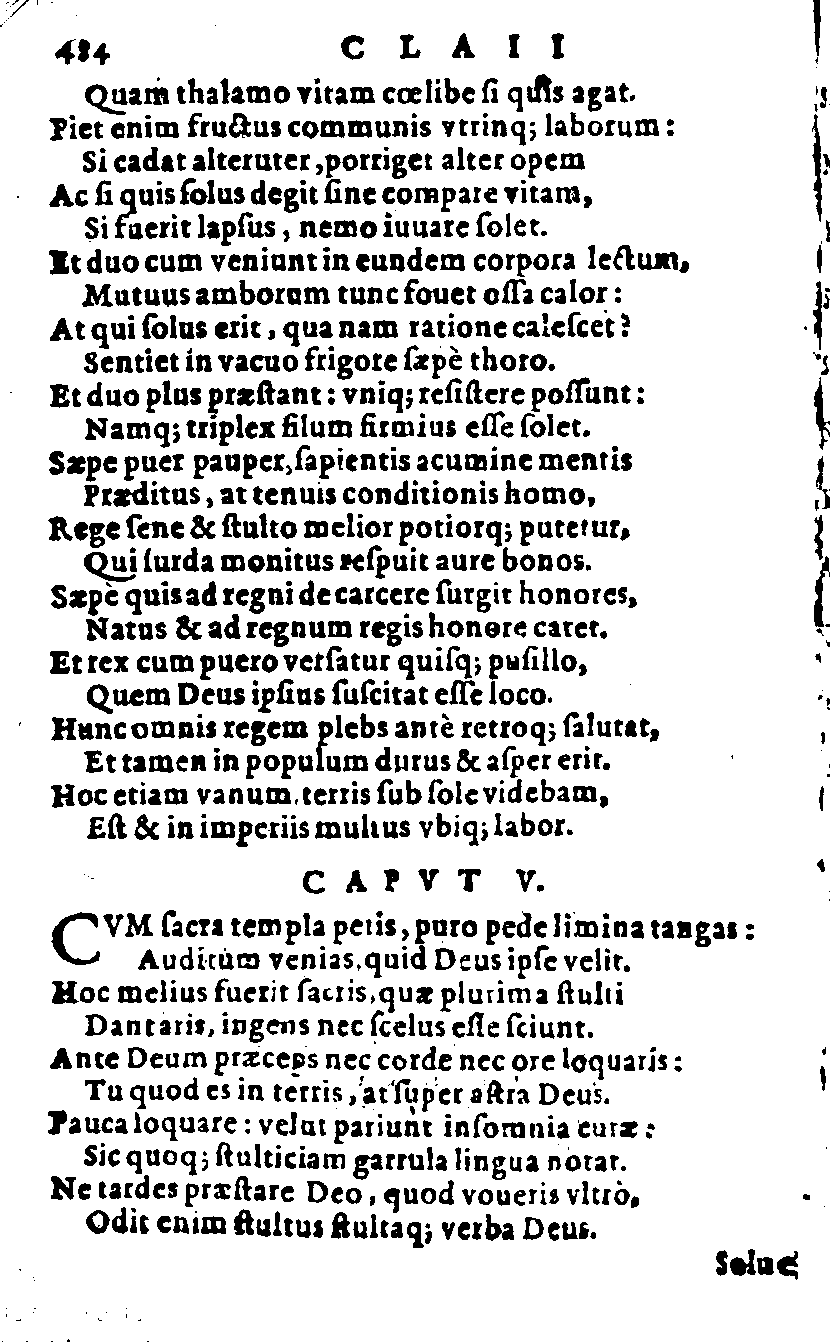 484 CLAII
Quam thalamo vitam cœlibe ſi quis agat.
Fiet enim fructus communis vtrinq; laborum:
Si cadat alteruter, porriget alter opem
Ac ſi quis ſolus degit ſine compare vitam,
Si fuerit lapſus, nemo iuuare ſolet.
Et duo cum veniunt in eundem corpora lectum,
Mutuus amborum tunc fouet oſſa calor:
At qui ſolus erit, qua nam ratione caleſcet?
Sentiet in vacuo frigore ſæpè thoro.
Et duo plus præſtant: vniq; reſiſtere poſſunt:
Namq; triplex filum firmius eſſe ſolet.
Sæpe puer pauper, ſapientis acumine mentis
Præditus, at tenuis conditionis homo,
Rege ſene & ſtulto melior potiorq; putetur,
Qui ſurda monitus reſpuit aure bonos.
Sæpè quis ad regni de carcere ſurgit honores,
Natus & ad regnum regis honore caret.
Et rex cum puero verſatur quiſq; puſillo,
Quem Deus ipſius ſuſcitat eſſe loco.
Hunc omnis regem plebs antè retroq; ſalutat,
Et tamen in populum durus & aſper erit.
Hoc etiam vanum, terris ſub ſole videbam,
Eſt & in imperiis multus vbiq; labor.
CAPVT V.
CVM ſacra templa petis, puro pede limina tangas:
Auditùm venias, quid Deus ipſe velit.
Hoc melius fuerit ſacris, quæ plurima ſtulti
Dant aris, ingens nec ſcelus eſſe ſciunt.
Ante Deum præceps nec corde nec ore loquaris:
Tu quod es in terris, at ſuper aſtra Deus.
Pauca loquare: velut pariunt inſomnia curæ:
Sic quoq; ſtulticiam garrula lingua notat.
Ne tardes præſtare Deo, quod voueris vltrò,
Odit enim ſtultus ſtultaq; verba Deus.
Solue